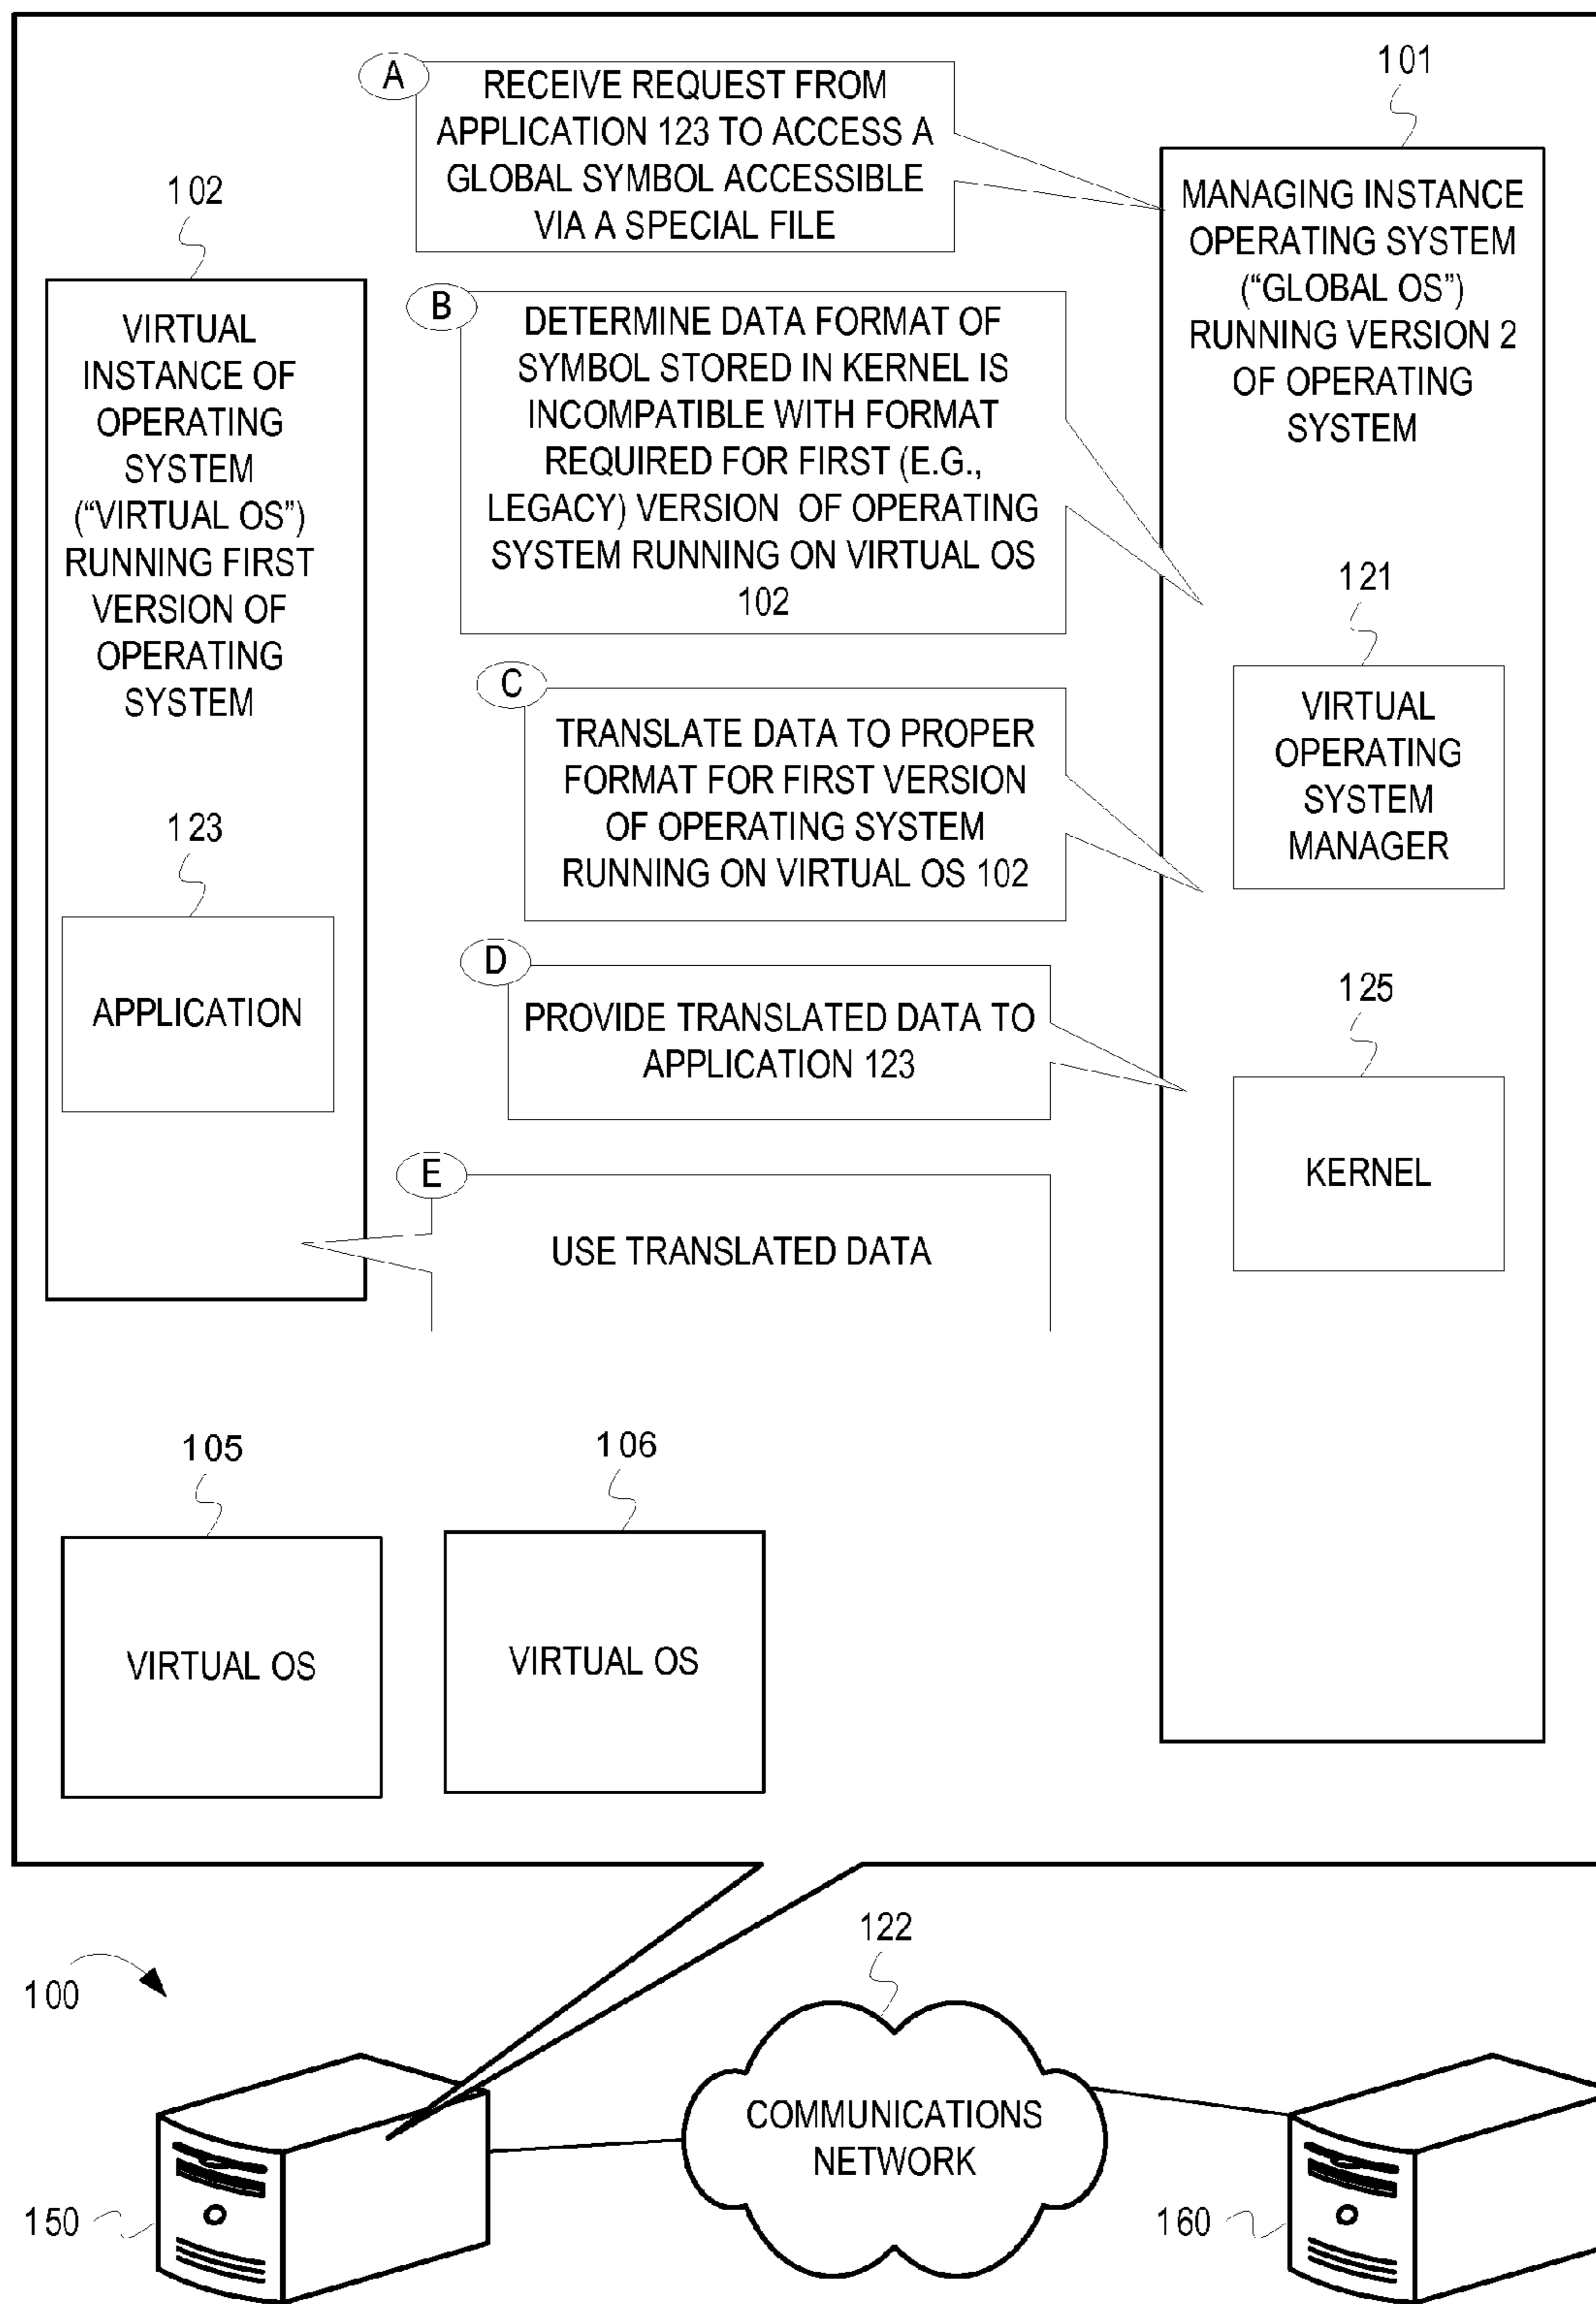 A
RECEIVE REQUEST FROM
APPLICATION 123 TO ACCESS A
GLOBAL SYMBOL ACCESSIBLE
VIA A SPECIAL FILE
101
MANAGING INSTANCE
OPERATING SYSTEM
(“GLOBAL OS”)
RUNNING VERSION 2
OF OPERATING
SYSTEM
102
VIRTUAL
INSTANCE OF
OPERATING
SYSTEM
(“VIRTUAL OS”)
RUNNING FIRST
VERSION OF
OPERATING
SYSTEM
B
DETERMINE DATA FORMAT OF
SYMBOL STORED IN KERNEL IS
INCOMPATIBLE WITH FORMAT
REQUIRED FOR FIRST (E.G.,
LEGACY) VERSION OF OPERATING
SYSTEM RUNNING ON VIRTUAL OS
102
121
VIRTUAL
OPERATING
SYSTEM
MANAGER
C
TRANSLATE DATA TO PROPER
FORMAT FOR FIRST VERSION
OF OPERATING SYSTEM
RUNNING ON VIRTUAL OS 102
123
APPLICATION
D
PROVIDE TRANSLATED DATA TO
APPLICATION 123
125
KERNEL
E
USE TRANSLATED DATA
105
VIRTUAL OS
106
VIRTUAL OS
100
122
COMMUNICATIONS
NETWORK
150
160